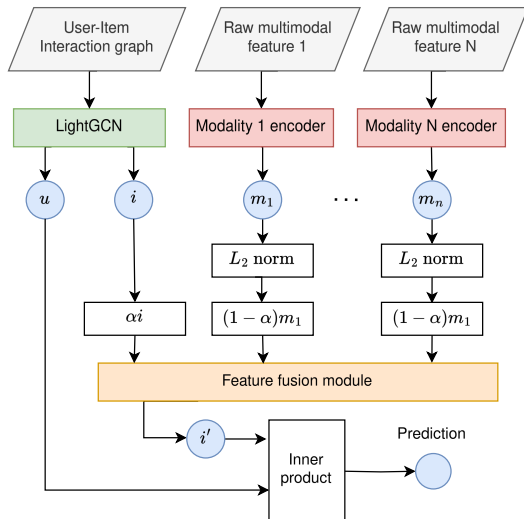 User-Item
Interaction graph
Raw multimodal
feature 1
Raw multimodal
feature N
LightGCN
Modality 1 encoder
Modality N encoder
u
i
m₁
...
mₙ
L₂ norm
L₂ norm
αi
(1 − α)m₁
(1 − α)m₁
Feature fusion module
i′
Prediction
Inner
product